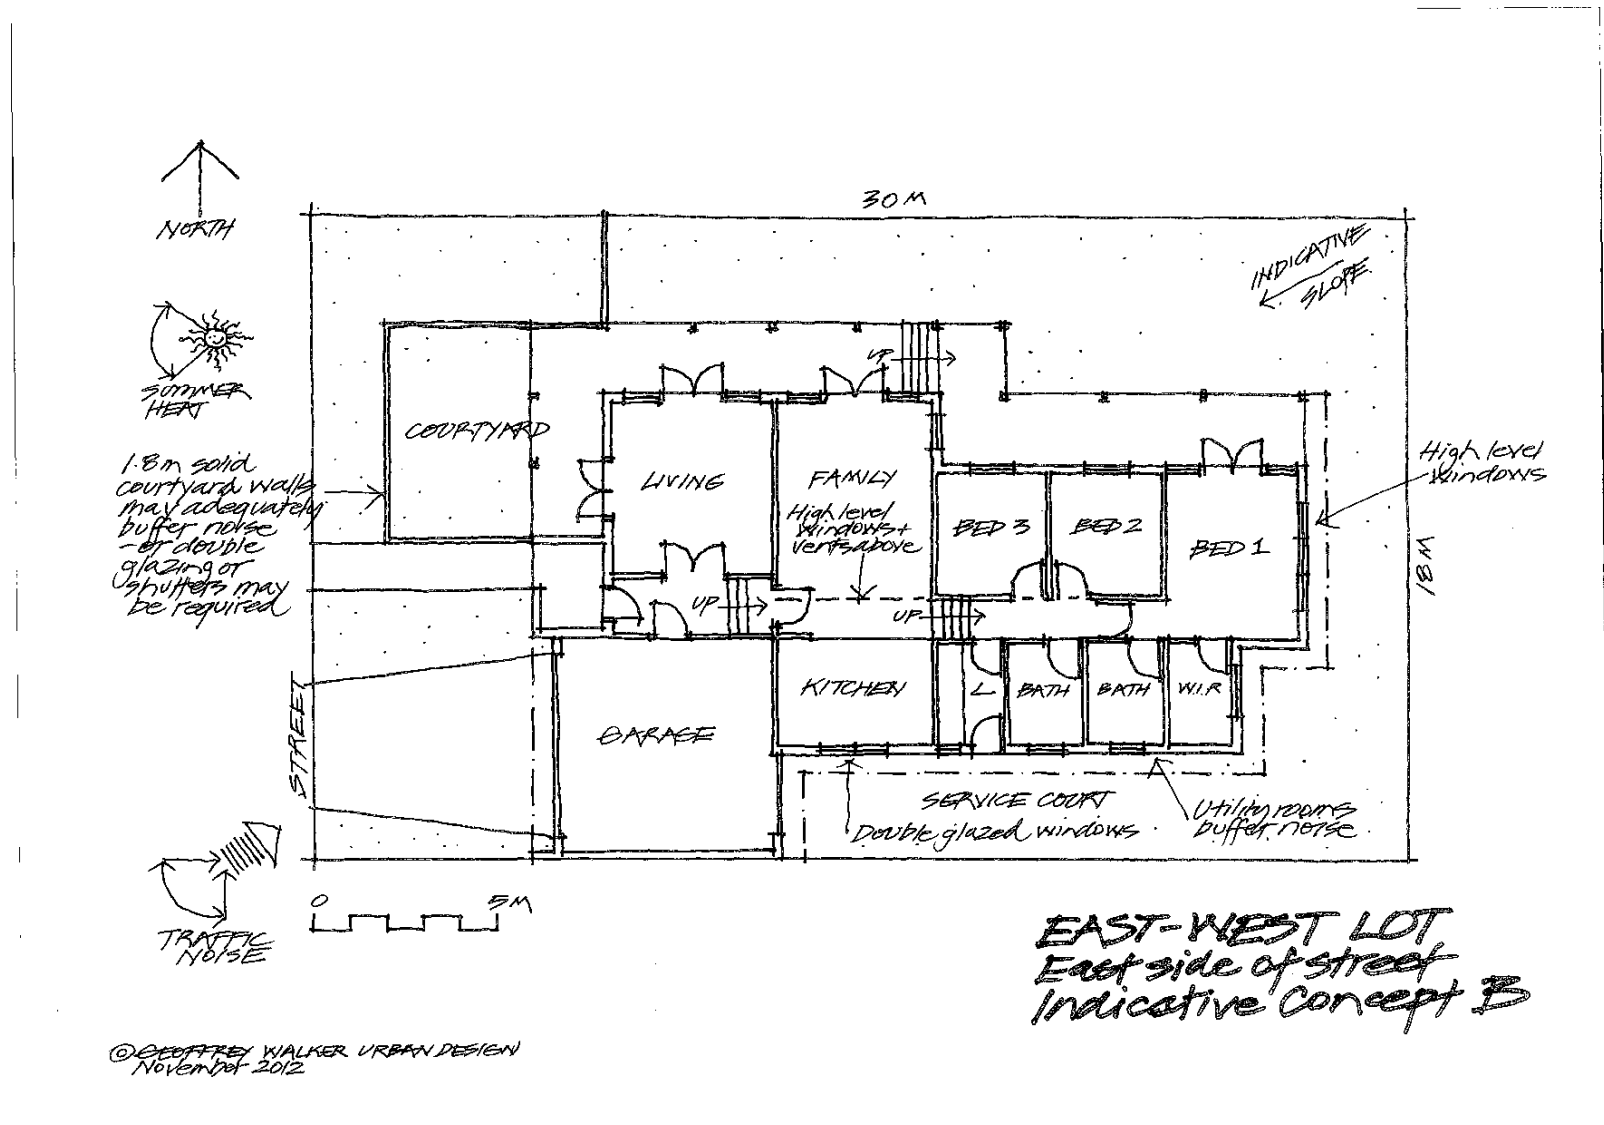 30 M
NORTH
INDICATIVE
SLOPE
SUMMER
HEAT
UP
COURTYARD
1.8m solid
courtyard walls
may adequately
buffer noise
-or double
glazing or
shutters may
be required
LIVING
FAMILY
High level
windows+
vents above
BED 3
BED 2
BED 1
High level
windows
18 M
UP
UP
STREET
GARAGE
KITCHEN
L
BATH
BATH
W.I.R
SERVICE COURT
Double glazed windows
Utility rooms
buffer noise
TRAFFIC
NOISE
0 5M
EAST-WEST LOT
East side of street
Indicative Concept B
© GEOFFREY WALKER URBAN DESIGN
November 2012